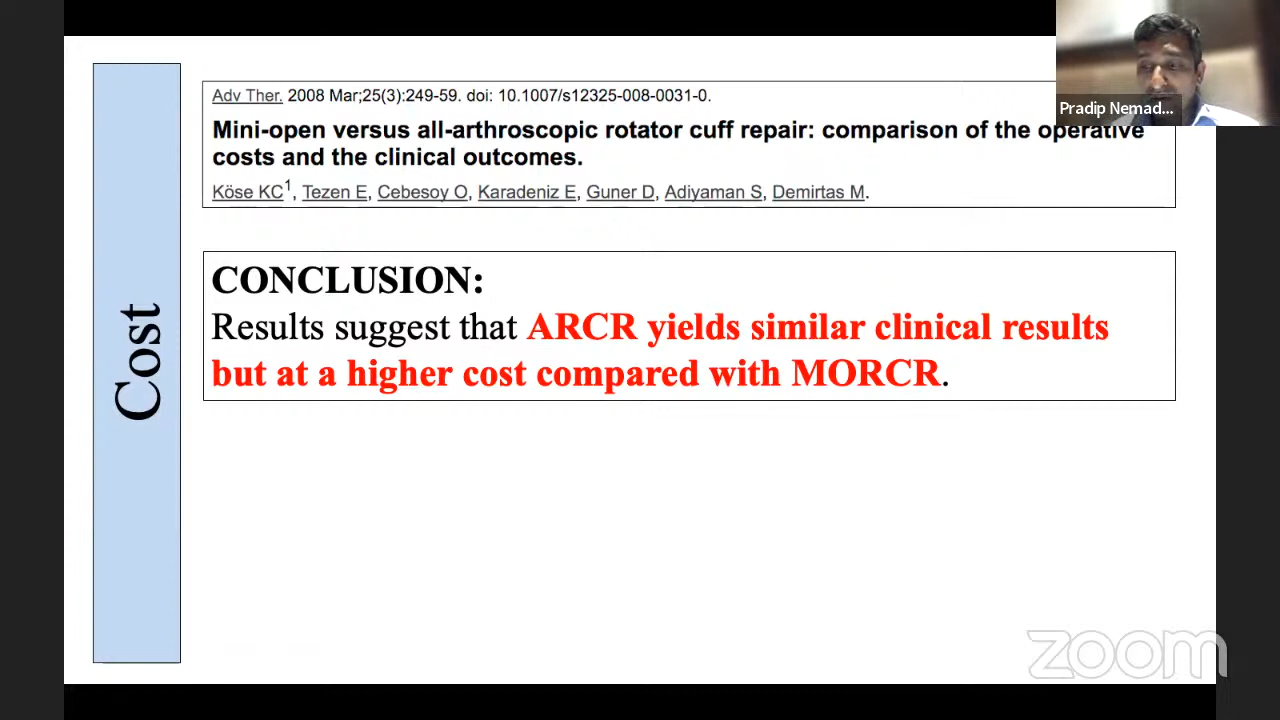 Adv Ther. 2008 Mar;25(3):249-59. doi: 10.1007/s12325-008-0031-0.
Mini-open versus all-arthroscopic rotator cuff repair: comparison of the operative
costs and the clinical outcomes.
Köse KC1, Tezen E, Cebesoy O, Karadeniz E, Guner D, Adiyaman S, Demirtas M.
Pradip Nemad...
Cost
CONCLUSION:
Results suggest that ARCR yields similar clinical results
but at a higher cost compared with MORCR.
zoom